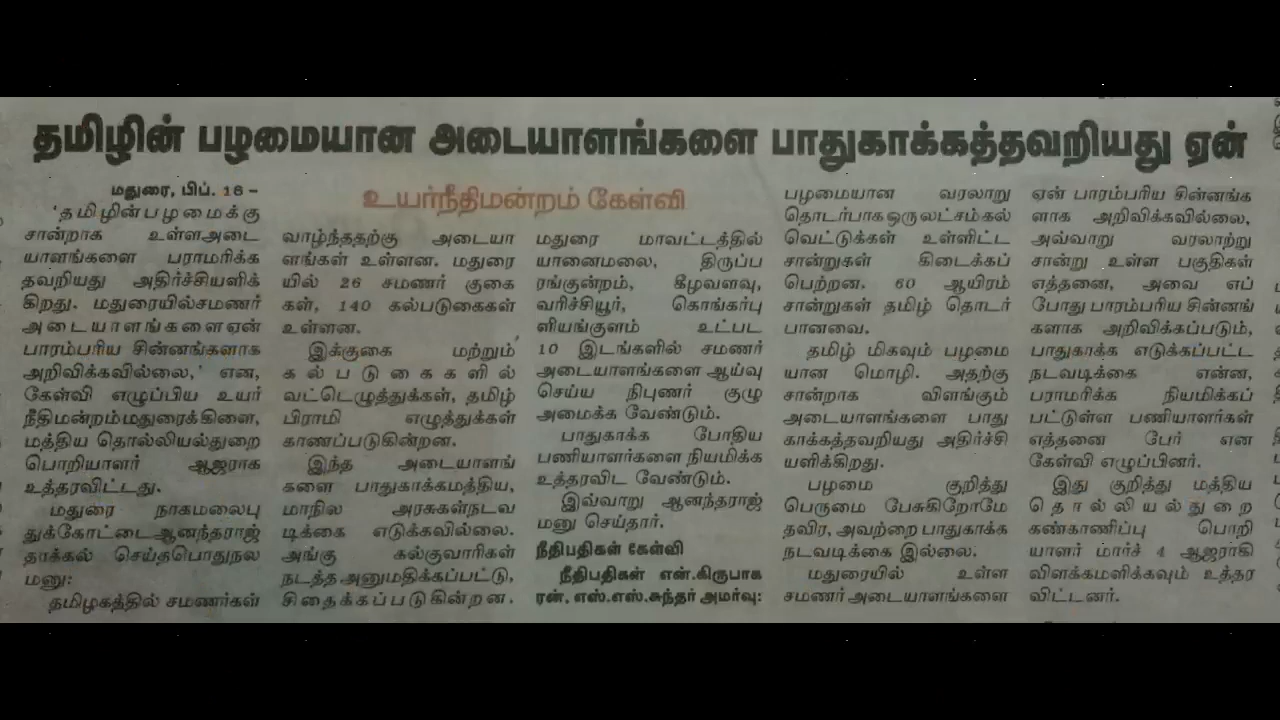 தமிழின் பழமையான அடையாளங்களை பாதுகாக்கத்தவறியது ஏன்
உயர்நீதிமன்றம் கேள்வி
மதுரை, பிப். 16 –
'தமிழின்பழமைக்கு
சான்றாக உள்ளஅடை
யாளங்களை பராமரிக்க
தவறியது அதிர்ச்சியளிக்
கிறது. மதுரையில்சமணர்
அடையாளங்களைஏன்
பாரம்பரிய சின்னங்களாக
அறிவிக்கவில்லை,' என,
கேள்வி எழுப்பிய உயர்
நீதிமன்றம்மதுரைக்கிளை,
மத்திய தொல்லியல்துறை
பொறியாளர் ஆஜராக
உத்தரவிட்டது.
மதுரை நாகமலைபு
துக்கோட்டைஆனந்தராஜ்
தாக்கல் செய்தபொதுநல
மனு:
தமிழகத்தில் சமணர்கள்
வாழ்ந்ததற்கு அடையா
ளங்கள் உள்ளன. மதுரை
யில் 26 சமணர் குகை
கள், 140 கல்படுகைகள்
உள்ளன.
இக்குகை மற்றும்
கல்படுகைகளில்
வட்டெழுத்துக்கள், தமிழ்
பிராமி எழுத்துக்கள்
காணப்படுகின்றன.
இந்த அடையாளங்
களை பாதுகாக்கமத்திய,
மாநில அரசுகள்நடவ
டிக்கை எடுக்கவில்லை.
அங்கு கல்குவாரிகள்
நடத்தஅனுமதிக்கப்பட்டு,
சிதைக்கப்படுகின்றன.
மதுரை மாவட்டத்தில்
யானைமலை, திருப்ப
ரங்குன்றம், கீழவளவு,
வரிச்சியூர், கொங்கர்பு
ளியங்குளம் உட்பட
10 இடங்களில் சமணர்
அடையாளங்களை ஆய்வு
செய்ய நிபுணர் குழு
அமைக்க வேண்டும்.
பாதுகாக்க போதிய
பணியாளர்களை நியமிக்க
உத்தரவிட வேண்டும்.
இவ்வாறு ஆனந்தராஜ்
மனு செய்தார்.
நீதிபதிகள் கேள்வி
நீதிபதிகள் என்.கிருபாக
ரன், எஸ்.எஸ்.சுந்தர் அமர்வு:
பழமையான வரலாறு
தொடர்பாகஒருலட்சம்கல்
வெட்டுக்கள் உள்ளிட்ட
சான்றுகள் கிடைக்கப்
பெற்றன. 60 ஆயிரம்
சான்றுகள் தமிழ் தொடர்
பானவை.
தமிழ் மிகவும் பழமை
யான மொழி. அதற்கு
சான்றாக விளங்கும்
அடையாளங்களை பாது
காக்கத்தவறியது அதிர்ச்சி
யளிக்கிறது.
பழமை குறித்து
பெருமை பேசுகிறோமே
தவிர, அவற்றை பாதுகாக்க
நடவடிக்கை இல்லை.
மதுரையில் உள்ள
சமணர் அடையாளங்களை
ஏன் பாரம்பரிய சின்னங்க
ளாக அறிவிக்கவில்லை,
அவ்வாறு வரலாற்று
சான்று உள்ள பகுதிகள்
எத்தனை, அவை எப்
போது பாரம்பரிய சின்னங்
களாக அறிவிக்கப்படும்,
பாதுகாக்க எடுக்கப்பட்ட
நடவடிக்கை என்ன,
பராமரிக்க நியமிக்கப்
பட்டுள்ள பணியாளர்கள்
எத்தனை பேர் என
கேள்வி எழுப்பினர்.
இது குறித்து மத்திய
தொல்லியல்துறை
கண்காணிப்பு பொறி
யாளர் மார்ச் 4 ஆஜராகி
விளக்கமளிக்கவும் உத்தர
விட்டனர்.